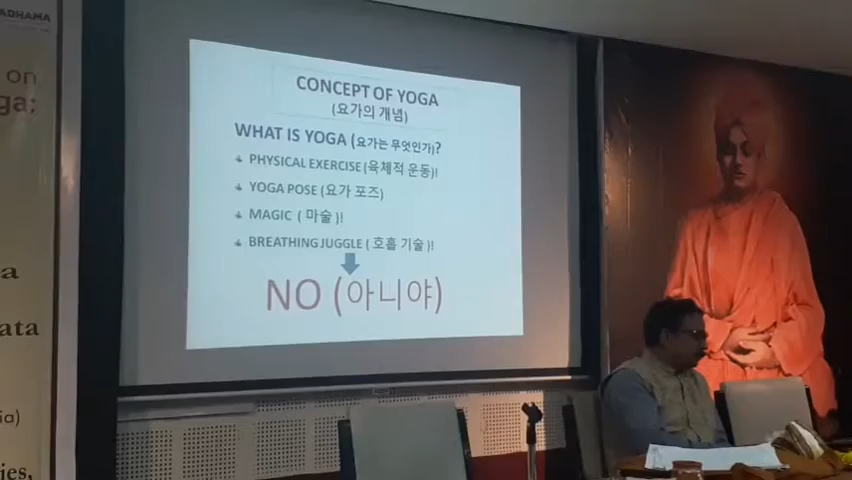 ADHAMA
on
ga:
a
ata
a)
ies,
CONCEPT OF YOGA
(요가의 개념)
WHAT IS YOGA (요가는 무엇인가)?
PHYSICAL EXERCISE(육체적 운동)!
YOGA POSE (요가 포즈)
MAGIC ( 마술 )!
BREATHING JUGGLE ( 호흡 기술)!
NO (아니야)